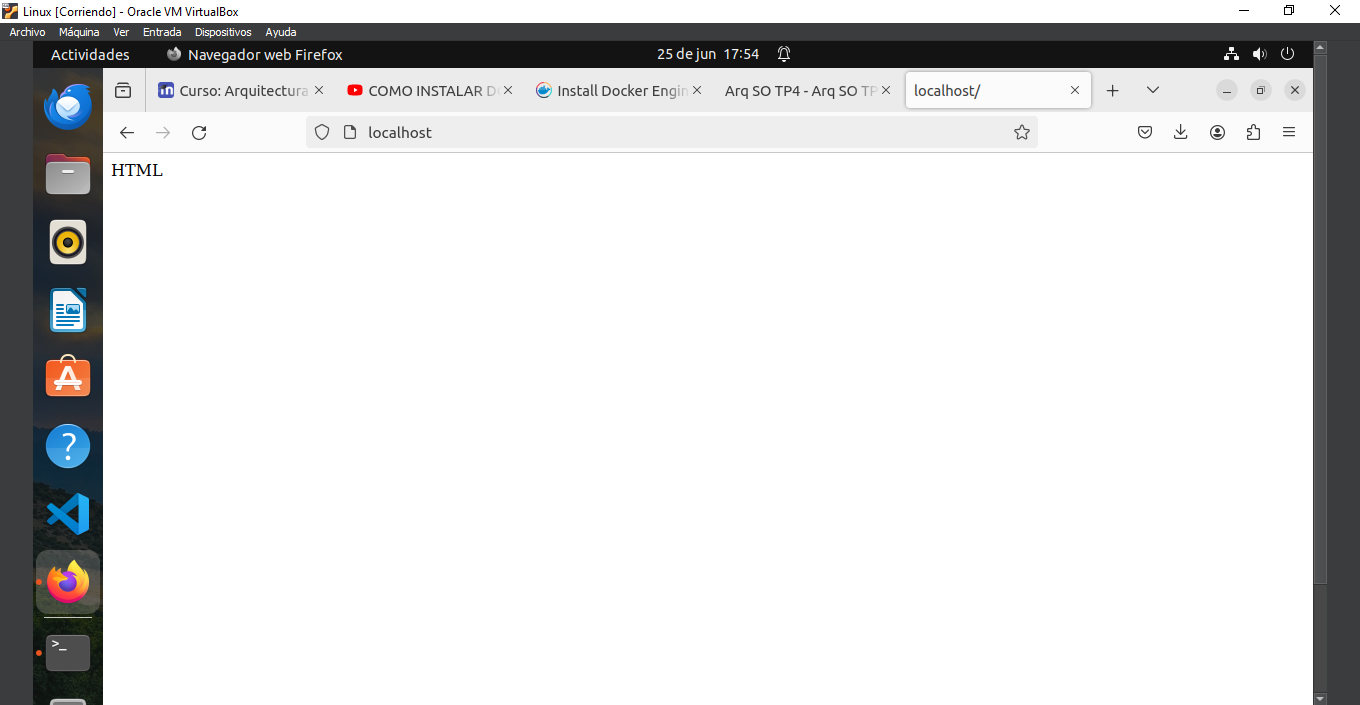 Linux [Corriendo] - Oracle VM VirtualBox
Archivo Máquina Ver Entrada Dispositivos Ayuda
Actividades Navegador web Firefox 25 de jun 17:54
Curso: Arquitectura COMO INSTALAR D Install Docker Engin Arq SO TP4 - Arq SO TP localhost/
localhost
HTML